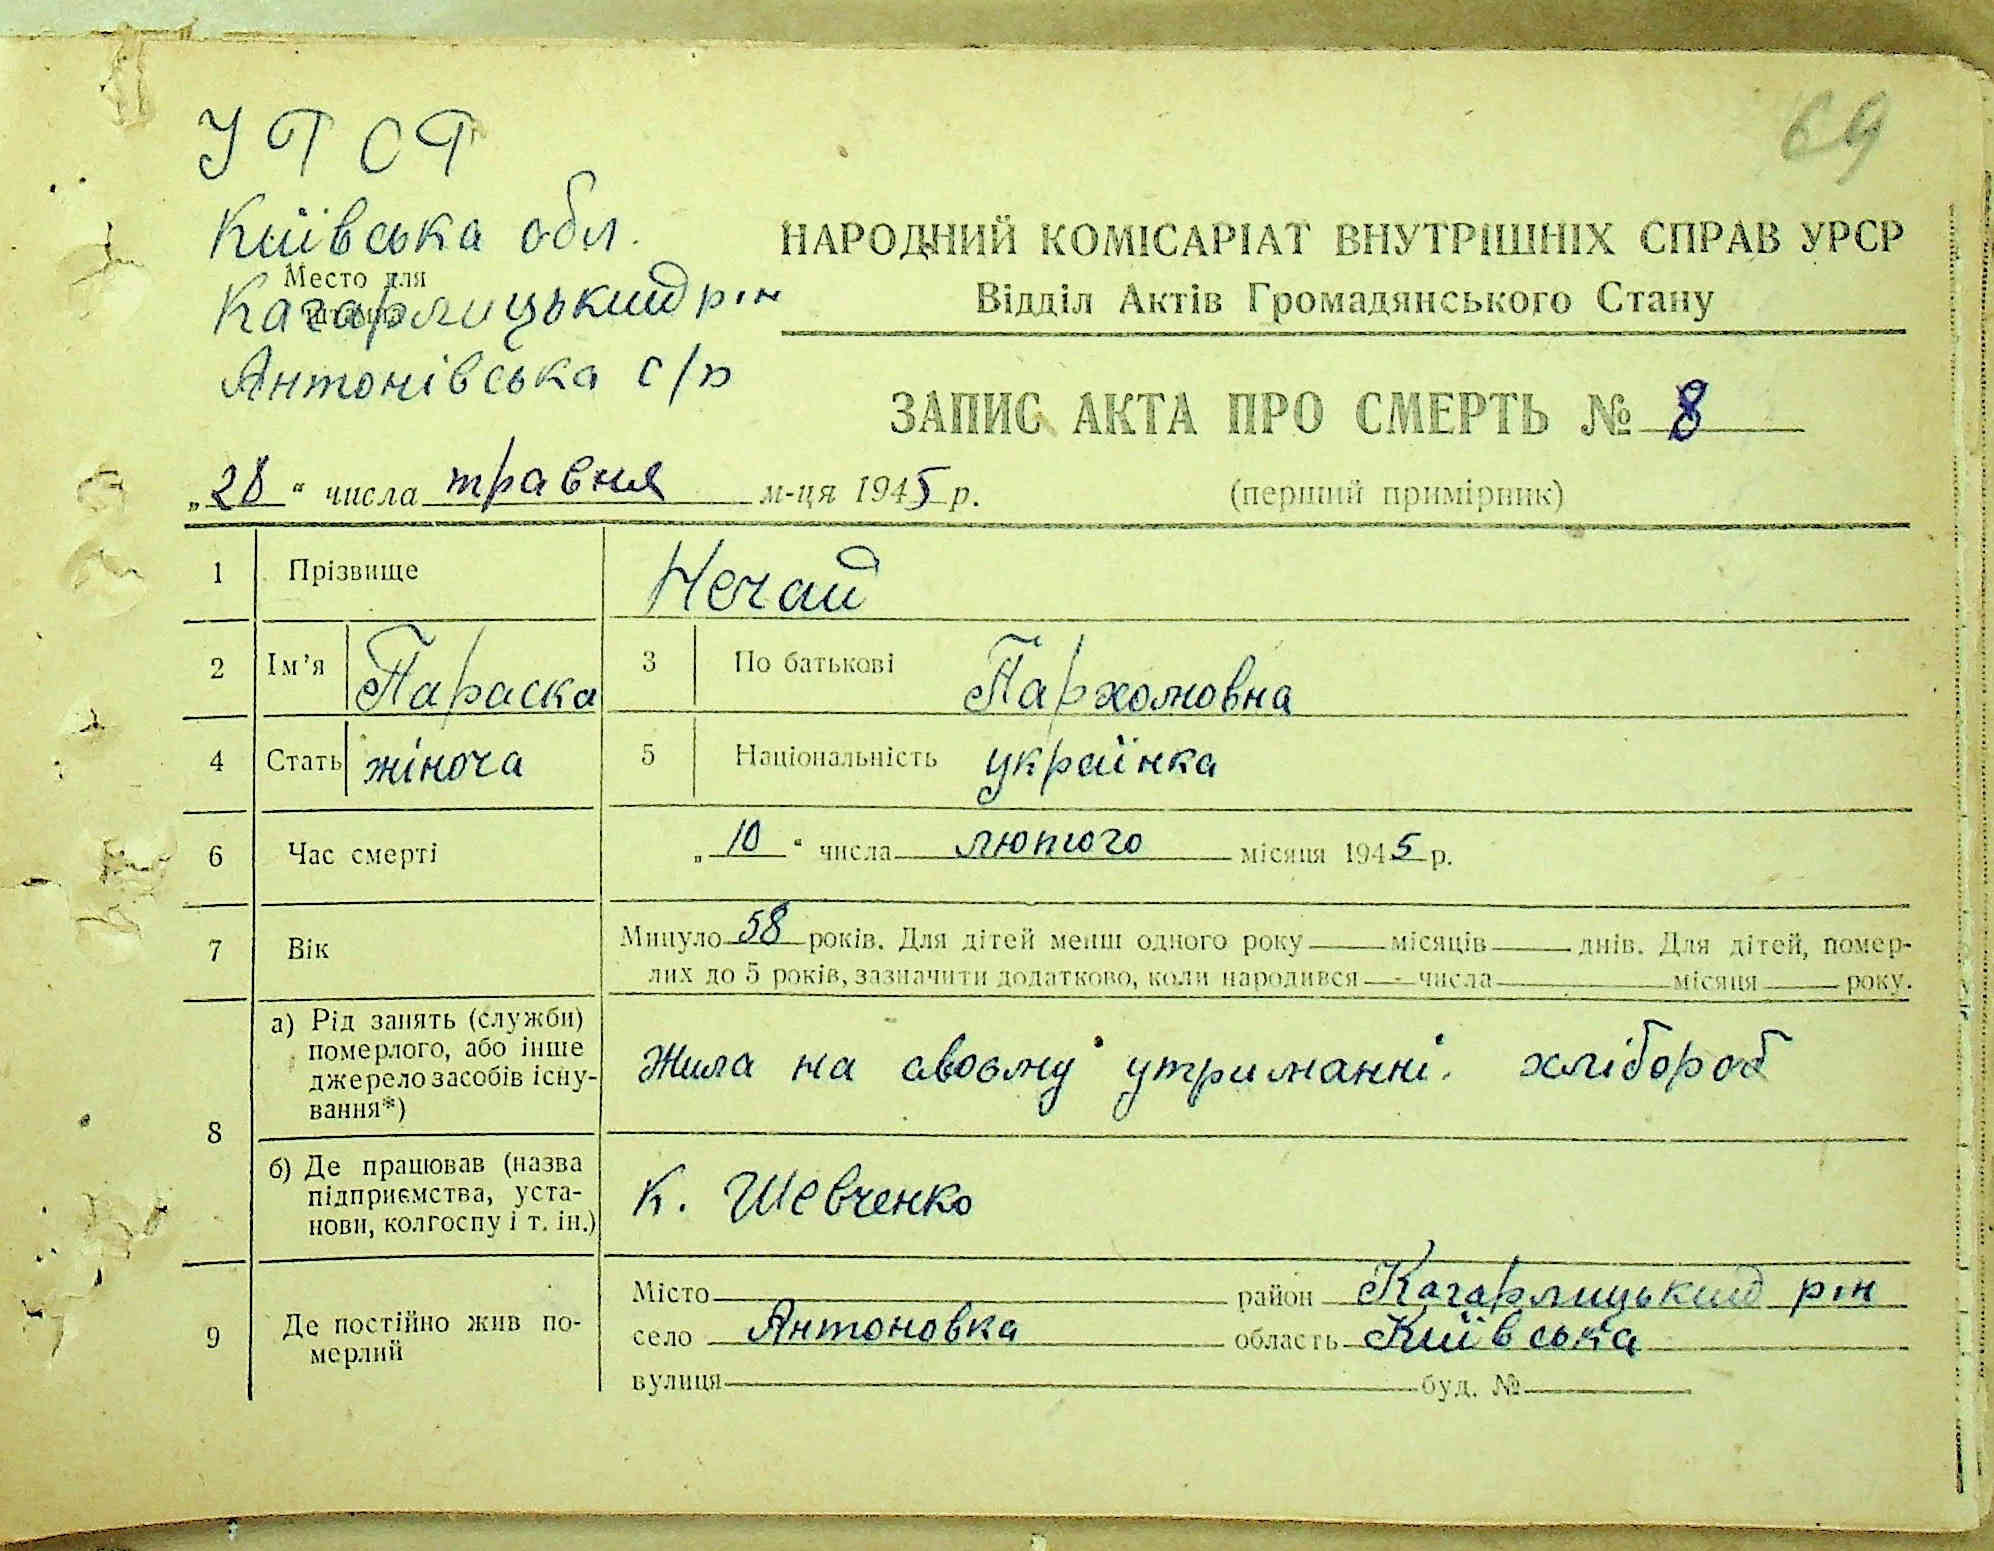 69
УРСР
Київська обл.
Место для
Кагарлицький р-н
Антонівська с/р
НАРОДНИЙ КОМІСАРІАТ ВНУТРІШНІХ СПРАВ УРСР
Відділ Актів Громадянського Стану
ЗАПИС АКТА ПРО СМЕРТЬ № 8
„28“ числа травня м-ця 1945 р.
(перший примірник)
1 Прізвище Нечай
2 Ім’я Параска 3 По батькові Пархомовна
4 Стать жіноча 5 Національність українка
6 Час смерті „10“ числа лютого місяця 1945 р.
7 Вік Минуло 58 років. Для дітей менш одного року місяців днів. Для дітей, помер-
лих до 5 років, зазначити додатково, коли народився числа місяця року.
8 а) Рід занять (служби)
померлого, або інше
джерело засобів існу-
вання*)
Жила на своєму утриманні. хлібороб
б) Де працював (назва
підприємства, уста-
нови, колгоспу і т. ін.)
К. Шевченко
9 Де постійно жив по-
мерлий
Місто район Кагарлицький р-н
село Антоновка область Київська
вулиця буд. №